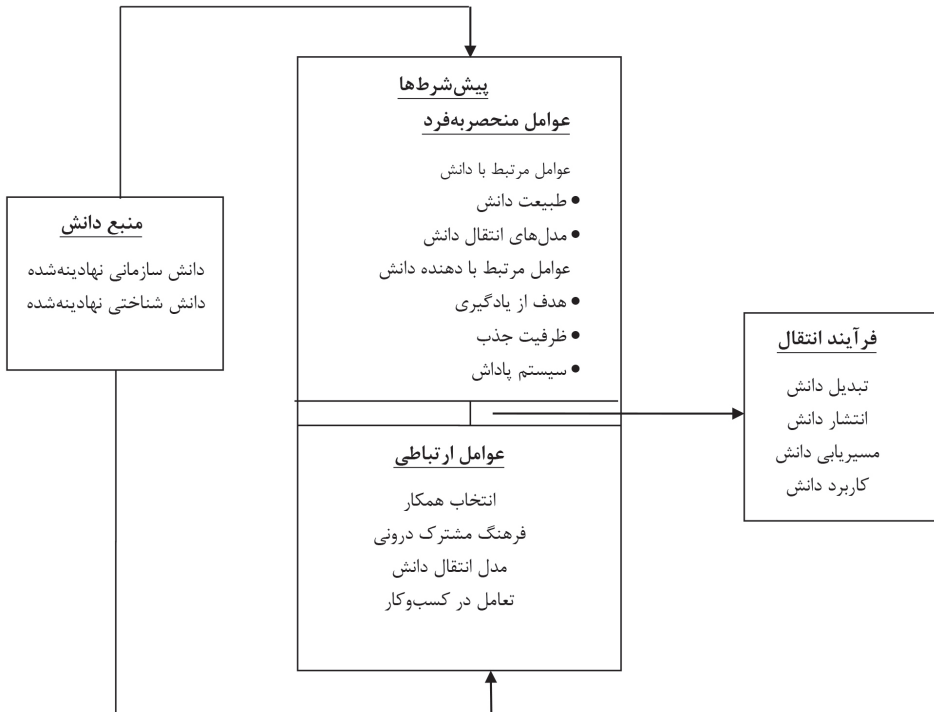 پیش‌شرط‌ها
عوامل منحصربه‌فرد
عوامل مرتبط با دانش
• طبیعت دانش
• مدل‌های انتقال دانش
عوامل مرتبط با دهنده دانش
• هدف از یادگیری
• ظرفیت جذب
• سیستم پاداش
عوامل ارتباطی
انتخاب همکار
فرهنگ مشترک درونی
مدل انتقال دانش
تعامل در کسب‌وکار
منبع دانش
دانش سازمانی نهادینه‌شده
دانش شناختی نهادینه‌شده
فرآیند انتقال
تبدیل دانش
انتشار دانش
مسیریابی دانش
کاربرد دانش